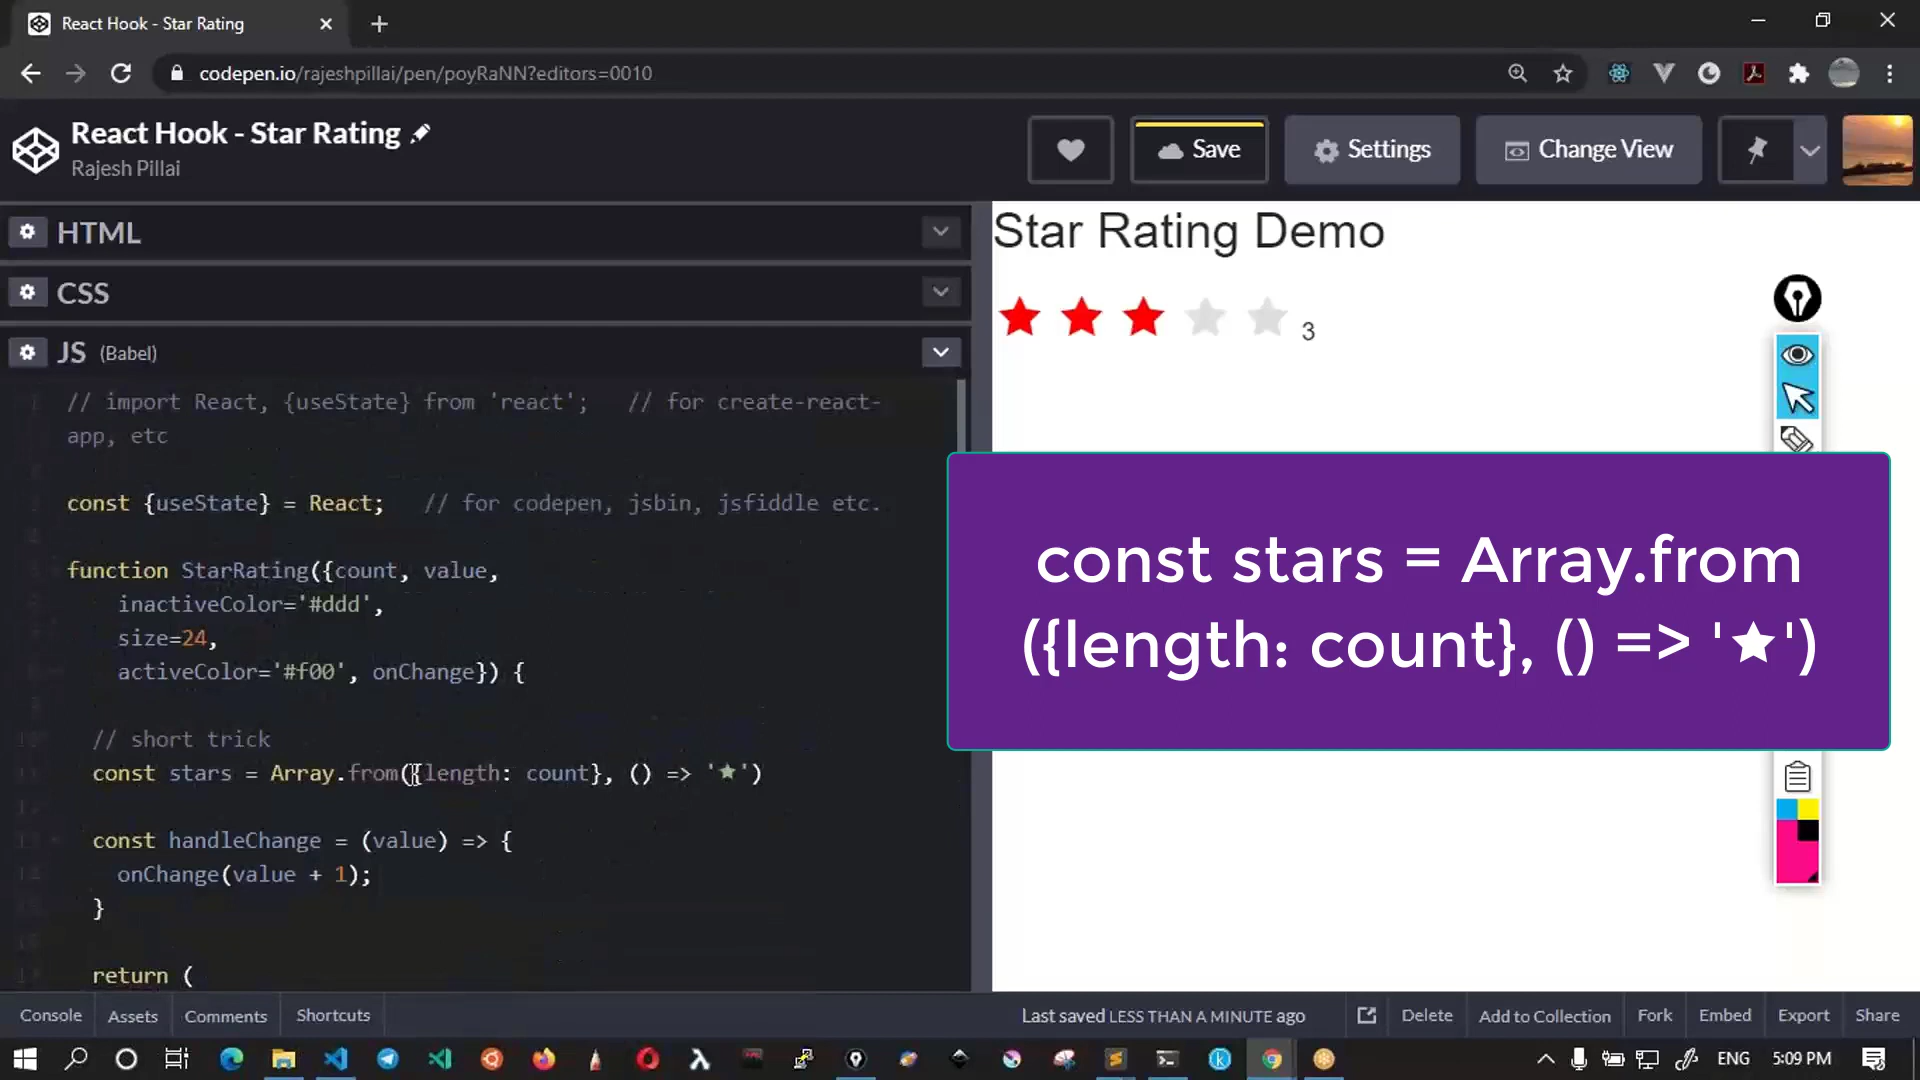 React Hook - Star Rating
codepen.io/rajeshpillai/pen/poyRaNN?editors=0010
React Hook - Star Rating
Rajesh Pillai
Save
Settings
Change View
HTML
CSS
JS (Babel)
// import React, {useState} from 'react';   // for create-react-
app, etc
const {useState} = React;   // for codepen, jsbin, jsfiddle etc.
function StarRating({count, value,
inactiveColor='#ddd',
size=24,
activeColor='#f00', onChange}) {
// short trick
const stars = Array.from({length: count}, () => '★')
const handleChange = (value) => {
onChange(value + 1);
}
return (
Star Rating Demo
★ ★ ★ ★ ★ 3
const stars = Array.from
({length: count}, () => '★')
Console
Assets
Comments
Shortcuts
Last saved LESS THAN A MINUTE ago
Delete
Add to Collection
Fork
Embed
Export
Share
ENG
5:09 PM